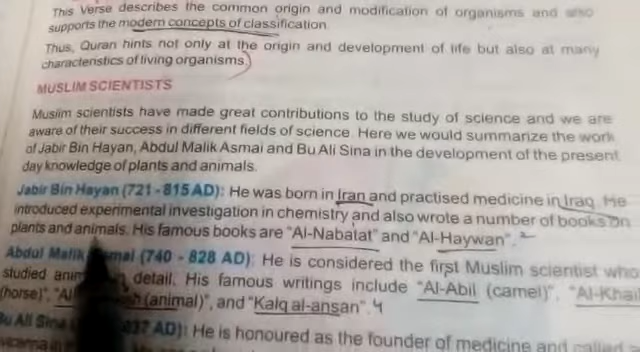 This Verse describes the common origin and modification of organisms and also
supports the modern concepts of classification.
Thus, Quran hints not only at the origin and development of life but also at many
characteristics of living organisms.
MUSLIM SCIENTISTS
Muslim scientists have made great contributions to the study of science and we are
aware of their success in different fields of science. Here we would summarize the work
of Jabir Bin Hayan, Abdul Malik Asmai and Bu Ali Sina in the development of the present
day knowledge of plants and animals.
Jabir Bin Hayan (721 - 815 AD): He was born in Iran and practised medicine in Iraq. He
introduced experimental investigation in chemistry and also wrote a number of books on
plants and animals. His famous books are "Al-Nabatat" and "Al-Haywan". 2
Abdul Malik (740 - 828 AD): He is considered the first Muslim scientist who
studied detail. His famous writings include "Al-Abil (camel)", "Al-Khail
(horse)", (animal)", and "Kalq al-ansan". 4
Bu Ali Sina AD): He is honoured as the founder of medicine and called